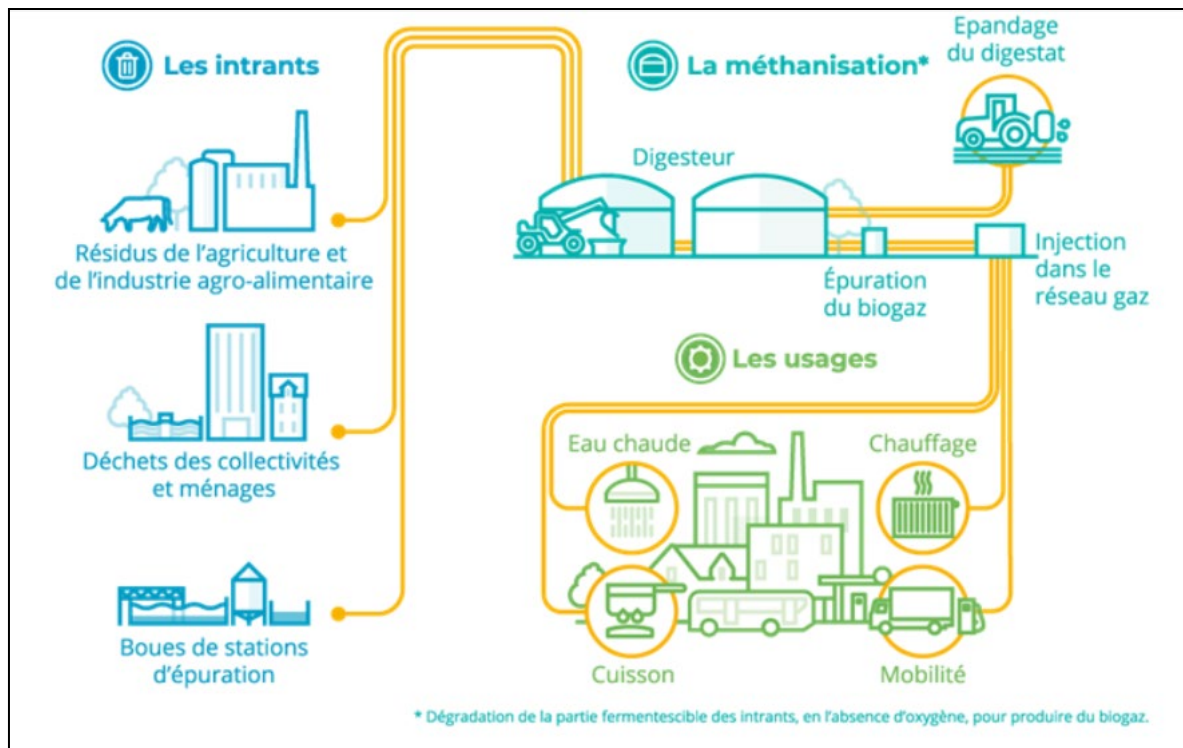 Les intrants
Résidus de l'agriculture et
de l'industrie agro-alimentaire
Déchets des collectivités
et ménages
Boues de stations
d'épuration
La méthanisation*
Epandage
du digestat
Digesteur
Épuration
du biogaz
Injection
dans le
réseau gaz
Les usages
Eau chaude
Chauffage
Cuisson
Mobilité
* Dégradation de la partie fermentescible des intrants, en l'absence d'oxygène, pour produire du biogaz.